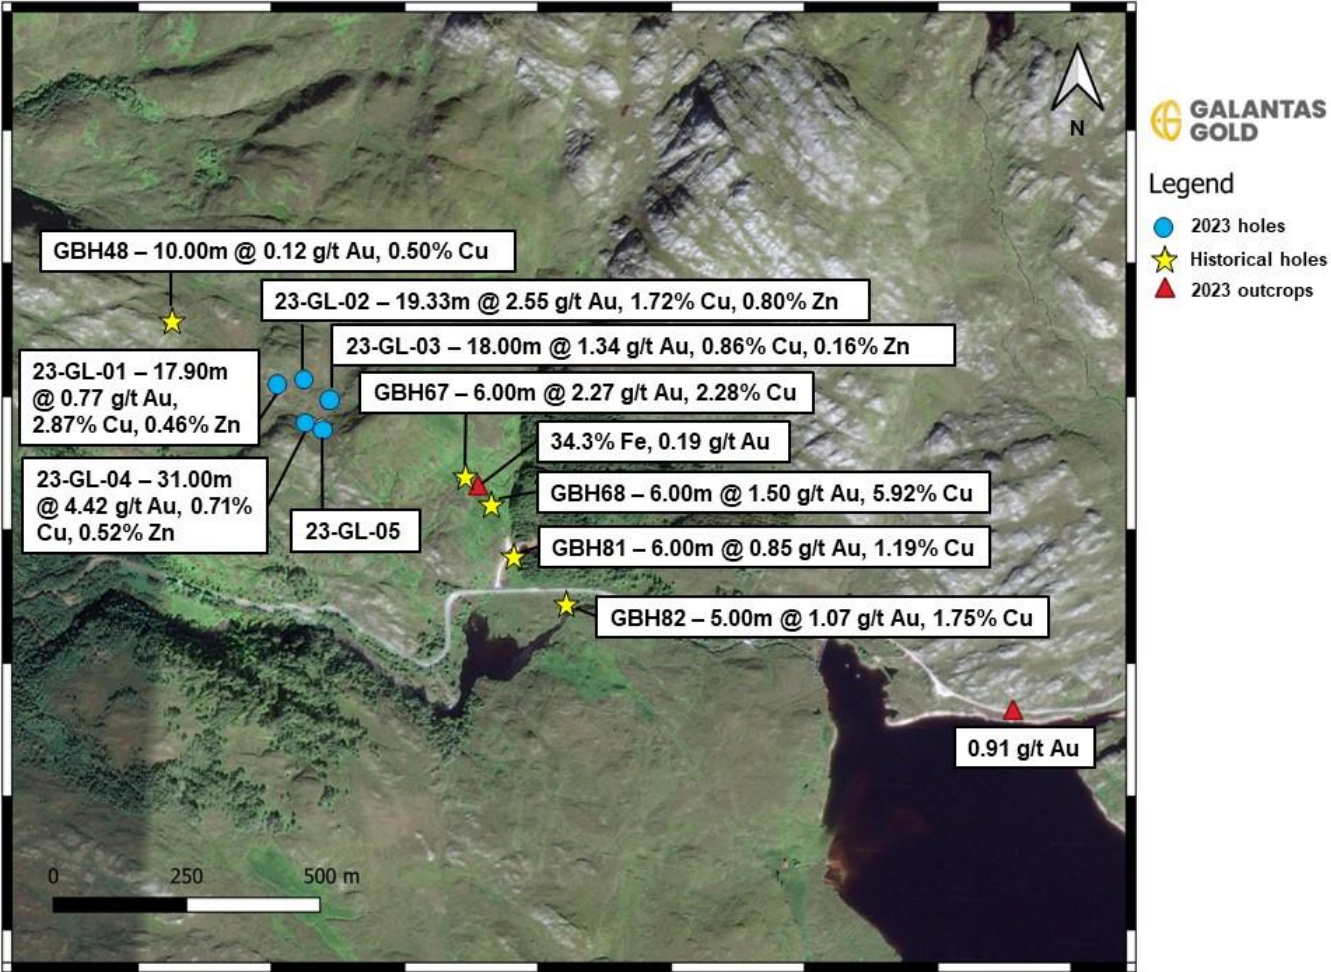 N
GALANTAS
GOLD
Legend
2023 holes
Historical holes
2023 outcrops
GBH48 – 10.00m @ 0.12 g/t Au, 0.50% Cu
23-GL-02 – 19.33m @ 2.55 g/t Au, 1.72% Cu, 0.80% Zn
23-GL-03 – 18.00m @ 1.34 g/t Au, 0.86% Cu, 0.16% Zn
23-GL-01 – 17.90m
@ 0.77 g/t Au,
2.87% Cu, 0.46% Zn
GBH67 – 6.00m @ 2.27 g/t Au, 2.28% Cu
34.3% Fe, 0.19 g/t Au
23-GL-04 – 31.00m
@ 4.42 g/t Au, 0.71%
Cu, 0.52% Zn
GBH68 – 6.00m @ 1.50 g/t Au, 5.92% Cu
23-GL-05
GBH81 – 6.00m @ 0.85 g/t Au, 1.19% Cu
GBH82 – 5.00m @ 1.07 g/t Au, 1.75% Cu
0.91 g/t Au
0 250 500 m